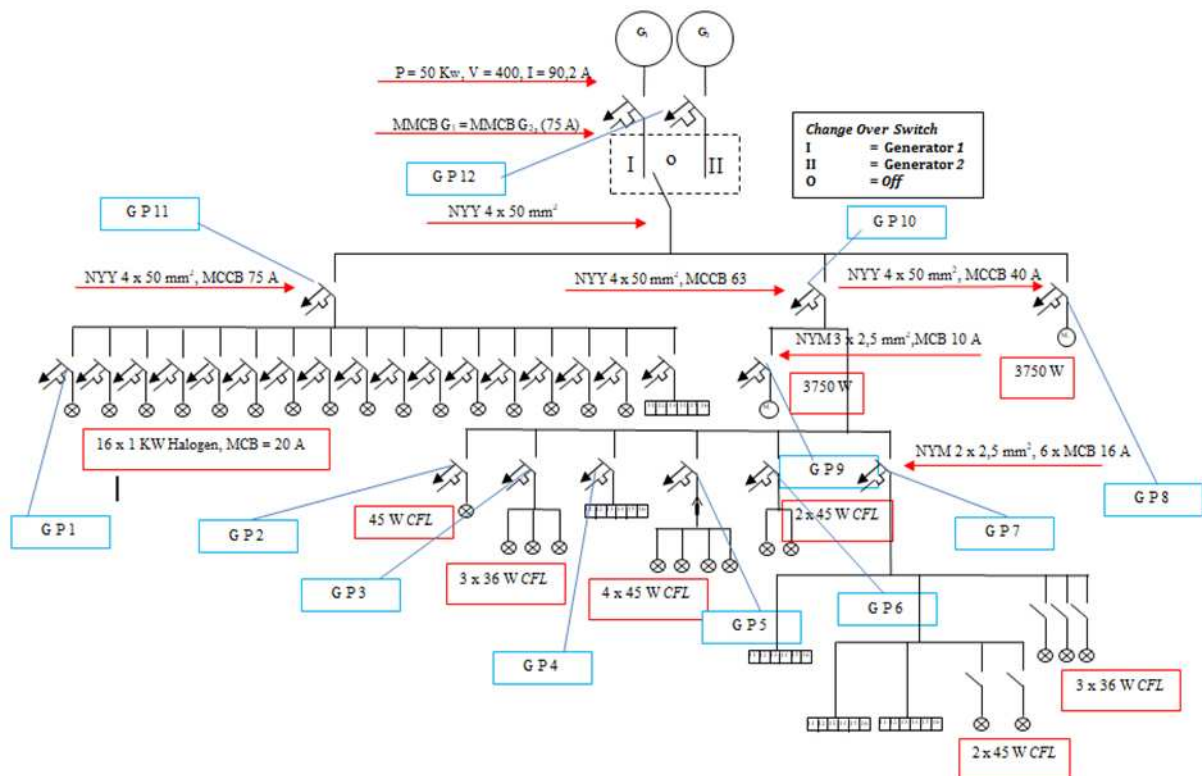 G₁
G₂
P = 50 Kw, V = 400, I = 90,2 A
MMCB G₁ = MMCB G₂, (75 A)
Change Over Switch
I = Generator 1
II = Generator 2
O = Off
I
O
II
G P 12
G P 11
NYY 4 x 50 mm²
G P 10
NYY 4 x 50 mm², MCCB 75 A
NYY 4 x 50 mm², MCCB 63
NYY 4 x 50 mm², MCCB 40 A
NYM 3 x 2,5 mm², MCB 10 A
3750 W
3750 W
16 x 1 KW Halogen, MCB = 20 A
NYM 2 x 2,5 mm², 6 x MCB 16 A
G P 9
G P 8
G P 1
G P 2
45 W CFL
2 x 45 W CFL
G P 7
3 x 36 W CFL
G P 3
4 x 45 W CFL
G P 6
G P 5
G P 4
3 x 36 W CFL
2 x 45 W CFL